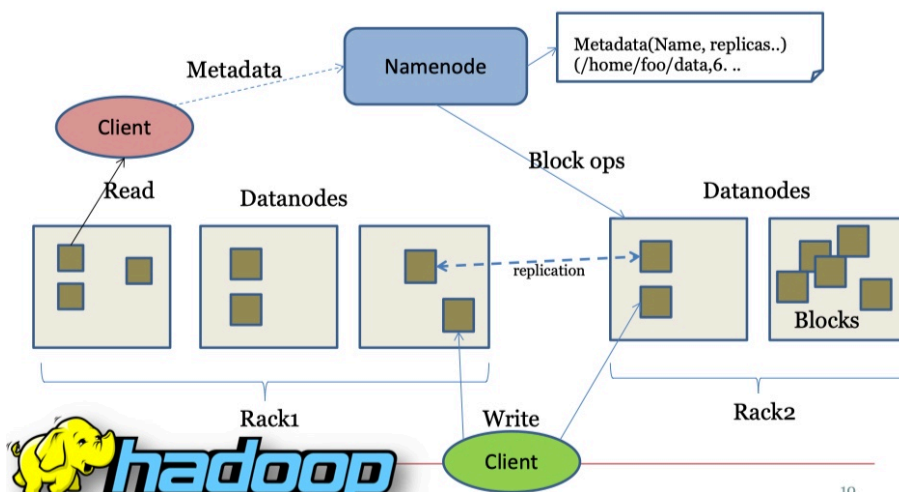 Metadata(Name, replicas..)
(/home/foo/data,6. ..
Namenode
Metadata
Client
Block ops
Read
Datanodes
Datanodes
replication
Blocks
Rack1
Write
Rack2
hadoop
Client